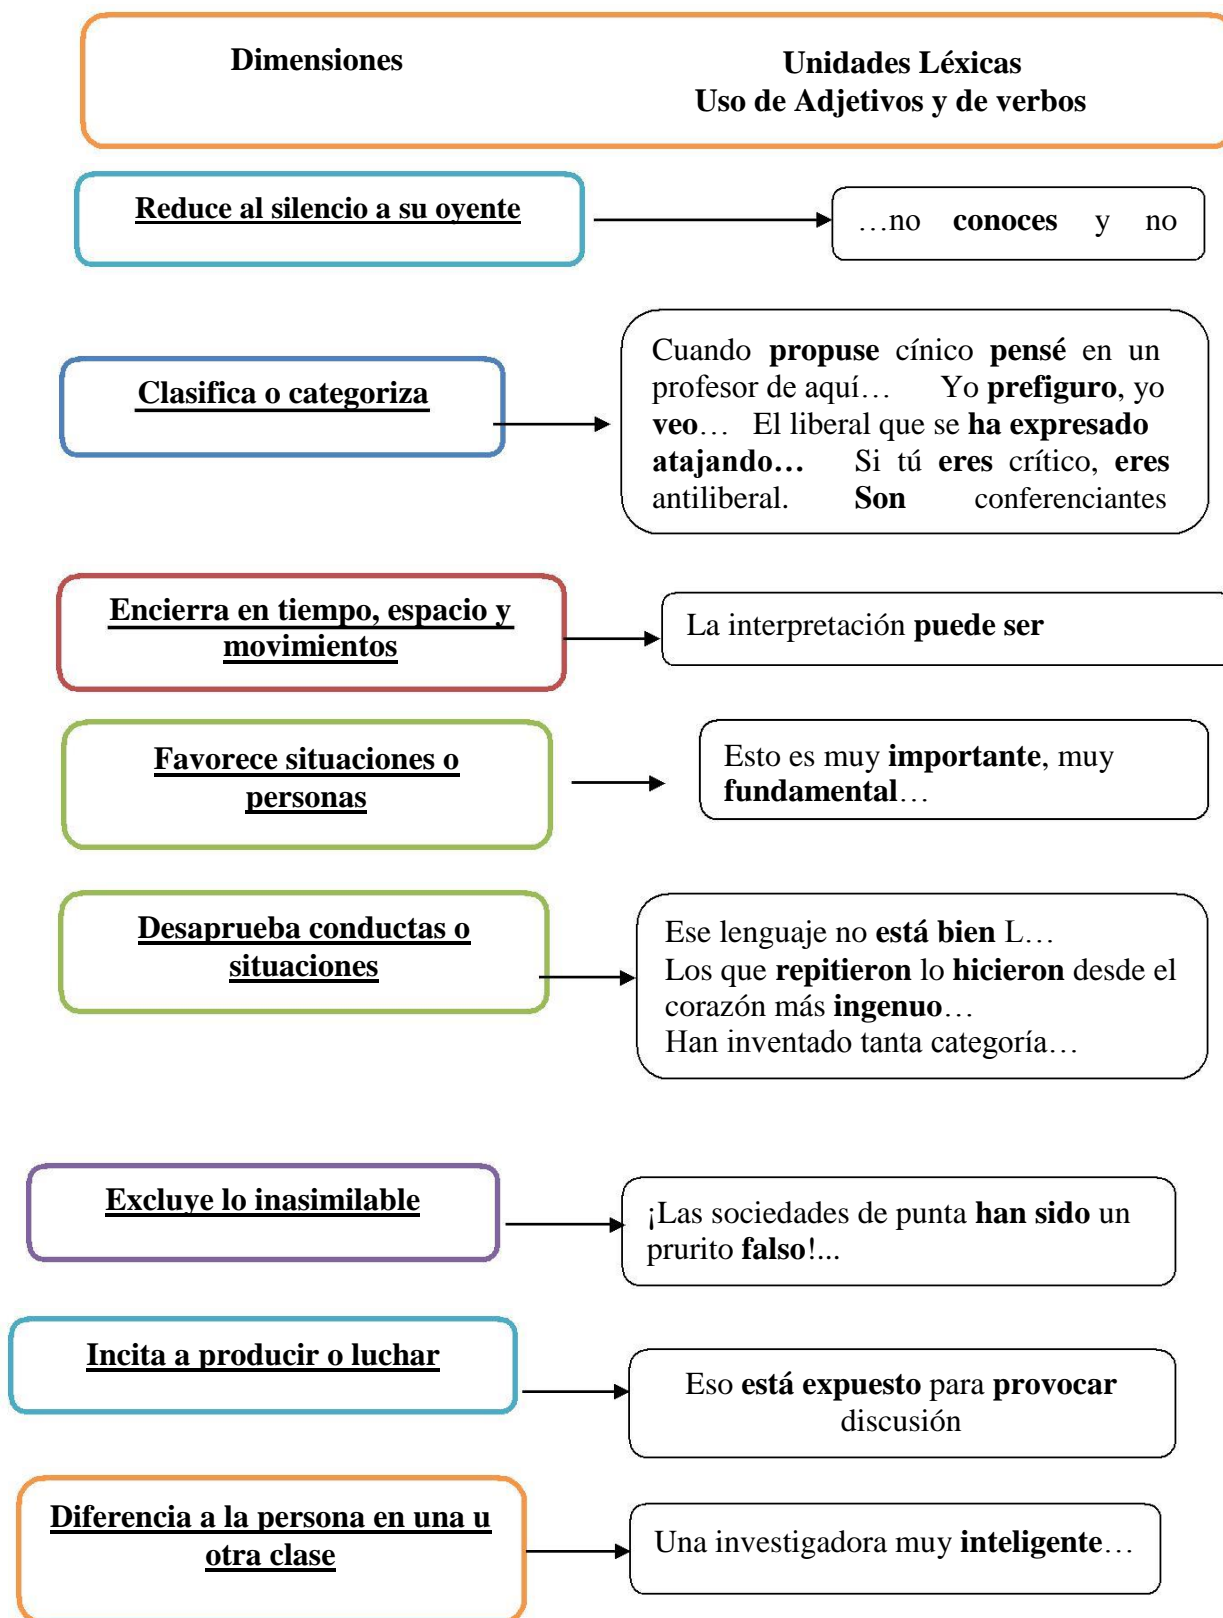 Dimensiones
Unidades Léxicas
Uso de Adjetivos y de verbos
Reduce al silencio a su oyente
…no conoces y no
Clasifica o categoriza
Cuando propuse cínico pensé en un
profesor de aquí… Yo prefiguro, yo
veo… El liberal que se ha expresado
atajando… Si tú eres crítico, eres
antiliberal. Son conferenciantes
Encierra en tiempo, espacio y
movimientos
La interpretación puede ser
Favorece situaciones o
personas
Esto es muy importante, muy
fundamental…
Desaprueba conductas o
situaciones
Ese lenguaje no está bien L…
Los que repitieron lo hicieron desde el
corazón más ingenuo…
Han inventado tanta categoría…
Excluye lo inasimilable
¡Las sociedades de punta han sido un
prurito falso!...
Incita a producir o luchar
Eso está expuesto para provocar
discusión
Diferencia a la persona en una u
otra clase
Una investigadora muy inteligente…